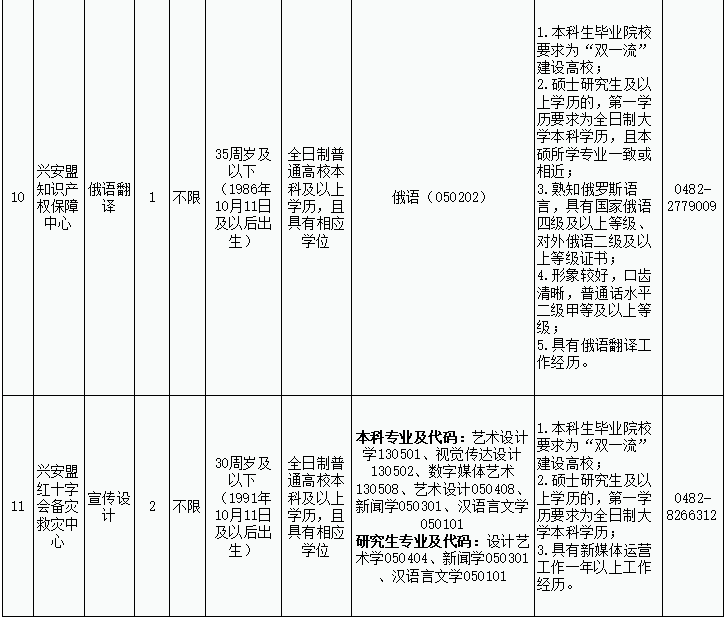 10
兴安盟
知识产
权保障
中心
俄语翻
译
1
不限
35周岁及
以下
（1986年
10月11日
及以后出
生）
全日制普
通高校本
科及以上
学历，且
具有相应
学位
俄语（050202）
1.本科生毕业院校
要求为“双一流”
建设高校；
2.硕士研究生及以
上学历的，第一学
历要求为全日制大
学本科学历，且本
硕所学专业一致或
相近；
3.熟知俄罗斯语
言，具有国家俄语
四级及以上等级、
对外俄语二级及以
上等级证书；
4.形象较好，口齿
清晰，普通话水平
二级甲等及以上等
级；
5.具有俄语翻译工
作经历。
0482-
2779009
11
兴安盟
红十字
会备灾
救灾中
心
宣传设
计
2
不限
30周岁及
以下
（1991年
10月11日
及以后出
生）
全日制普
通高校本
科及以上
学历，且
具有相应
学位
本科专业及代码：艺术设计
学130501、视觉传达设计
130502、数字媒体艺术
130508、艺术设计050408、
新闻学050301、汉语言文学
050101
研究生专业及代码：设计艺
术学050404、新闻学050301
、汉语言文学050101
1.本科生毕业院校
要求为“双一流”
建设高校；
2.硕士研究生及以
上学历的，第一学
历要求为全日制大
学本科学历；
3.具有新媒体运营
工作一年以上工作
经历。
0482-
8266312